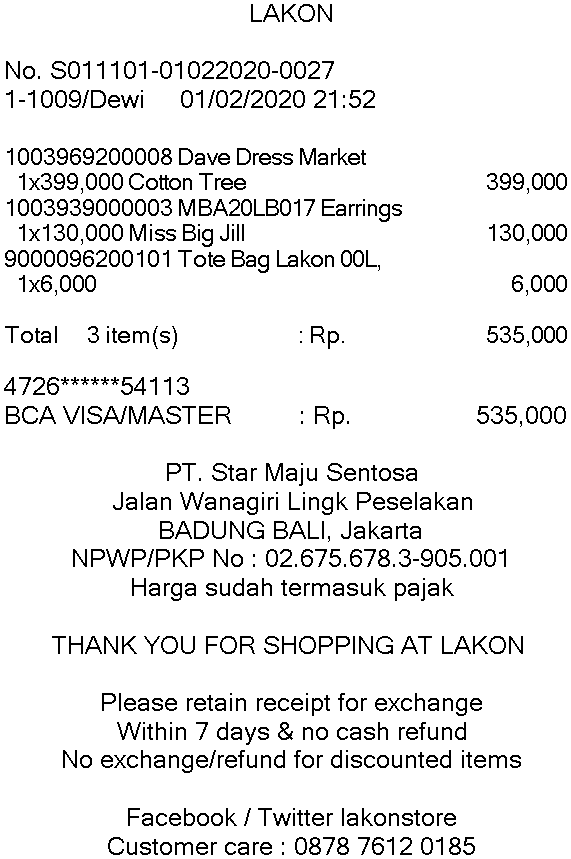 LAKON
No. S011101-01022020-0027
1-1009/Dewi 01/02/2020 21:52
1003969200008 Dave Dress Market
1x399,000 Cotton Tree 399,000
1003939000003 MBA20LB017 Earrings
1x130,000 Miss Big Jill 130,000
9000096200101 Tote Bag Lakon 00L,
1x6,000 6,000
Total 3 item(s) : Rp. 535,000
4726******54113
BCA VISA/MASTER : Rp. 535,000
PT. Star Maju Sentosa
Jalan Wanagiri Lingk Peselakan
BADUNG BALI, Jakarta
NPWP/PKP No : 02.675.678.3-905.001
Harga sudah termasuk pajak
THANK YOU FOR SHOPPING AT LAKON
Please retain receipt for exchange
Within 7 days & no cash refund
No exchange/refund for discounted items
Facebook / Twitter lakonstore
Customer care : 0878 7612 0185